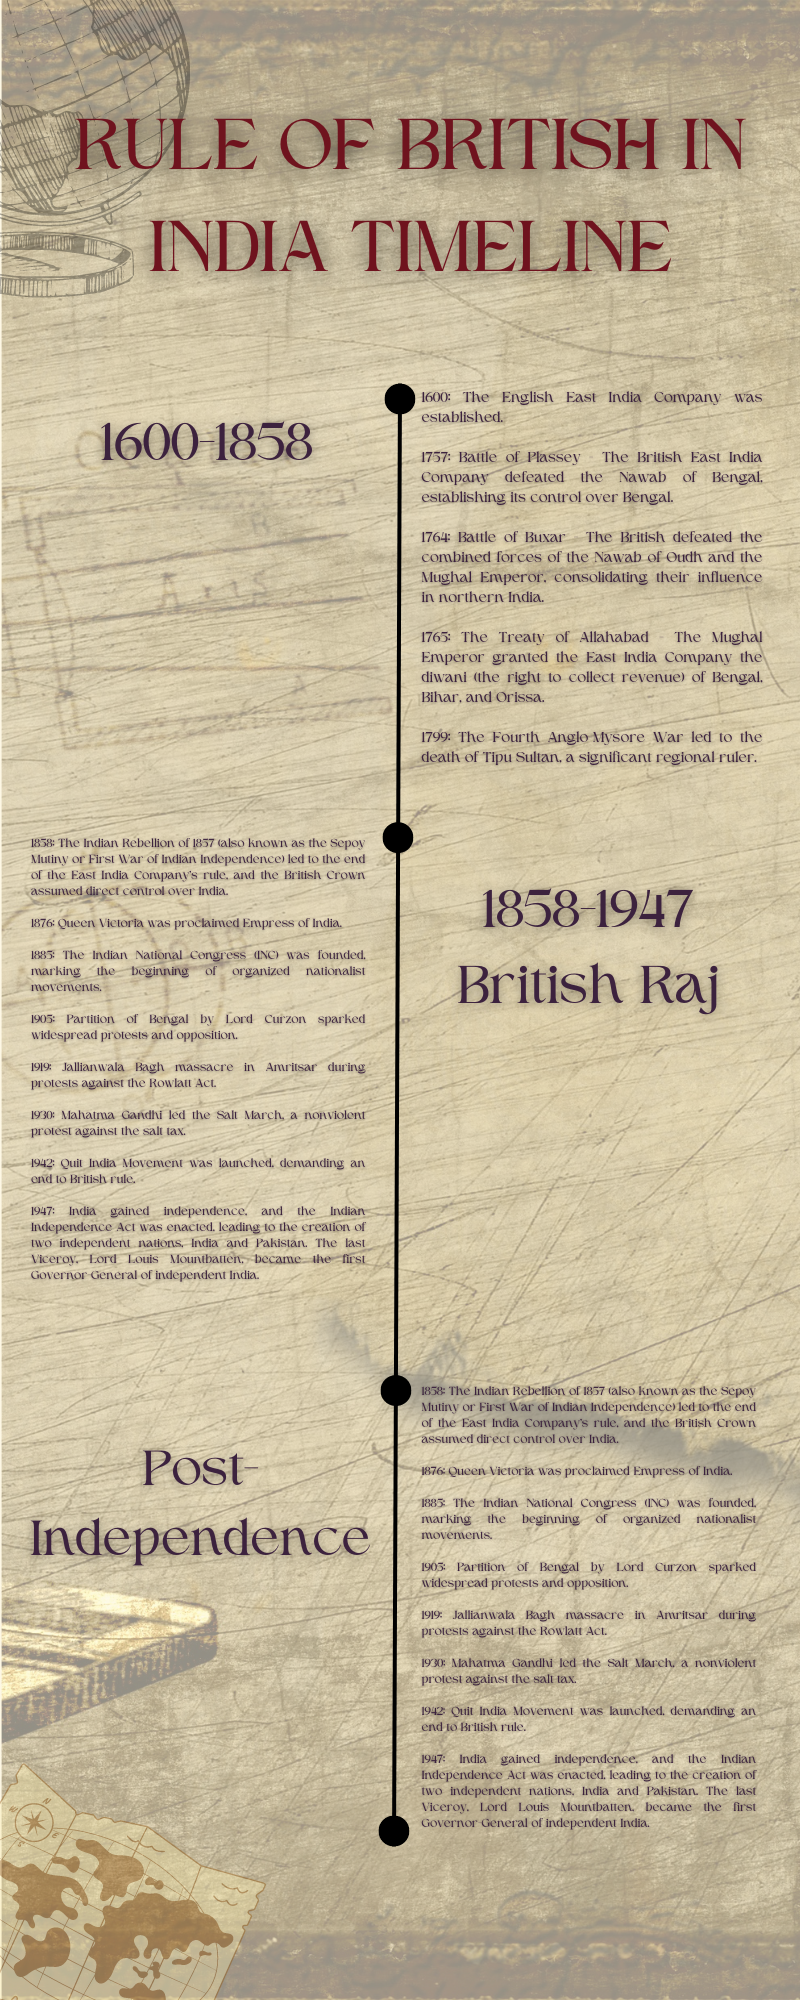 RULE OF BRITISH IN
INDIA TIMELINE
1600-1858
1600: The English East India Company was
established.
1757: Battle of Plassey - The British East India
Company defeated the Nawab of Bengal,
establishing its control over Bengal.
1764: Battle of Buxar - The British defeated the
combined forces of the Nawab of Oudh and the
Mughal Emperor, consolidating their influence
in northern India.
1765: The Treaty of Allahabad - The Mughal
Emperor granted the East India Company the
diwani (the right to collect revenue) of Bengal,
Bihar, and Orissa.
1799: The Fourth Anglo-Mysore War led to the
death of Tipu Sultan, a significant regional ruler.
1858: The Indian Rebellion of 1857 (also known as the Sepoy
Mutiny or First War of Indian Independence) led to the end
of the East India Company's rule, and the British Crown
assumed direct control over India.
1876: Queen Victoria was proclaimed Empress of India.
1885: The Indian National Congress (INC) was founded,
marking the beginning of organized nationalist
movements.
1905: Partition of Bengal by Lord Curzon sparked
widespread protests and opposition.
1919: Jallianwala Bagh massacre in Amritsar during
protests against the Rowlatt Act.
1930: Mahatma Gandhi led the Salt March, a nonviolent
protest against the salt tax.
1942: Quit India Movement was launched, demanding an
end to British rule.
1947: India gained independence, and the Indian
Independence Act was enacted, leading to the creation of
two independent nations, India and Pakistan. The last
Viceroy, Lord Louis Mountbatten, became the first
Governor-General of independent India.
1858-1947
British Raj
Post-
Independence
1858: The Indian Rebellion of 1857 (also known as the Sepoy
Mutiny or First War of Indian Independence) led to the end
of the East India Company's rule, and the British Crown
assumed direct control over India.
1876: Queen Victoria was proclaimed Empress of India.
1885: The Indian National Congress (INC) was founded,
marking the beginning of organized nationalist
movements.
1905: Partition of Bengal by Lord Curzon sparked
widespread protests and opposition.
1919: Jallianwala Bagh massacre in Amritsar during
protests against the Rowlatt Act.
1930: Mahatma Gandhi led the Salt March, a nonviolent
protest against the salt tax.
1942: Quit India Movement was launched, demanding an
end to British rule.
1947: India gained independence, and the Indian
Independence Act was enacted, leading to the creation of
two independent nations, India and Pakistan. The last
Viceroy, Lord Louis Mountbatten, became the first
Governor-General of independent India.